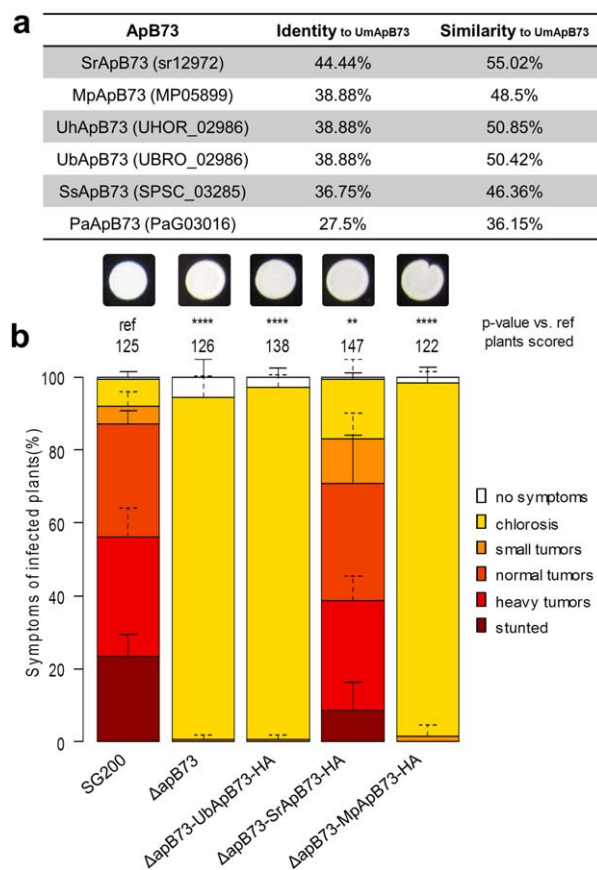 a
ApB73 Identity to UmApB73 Similarity to UmApB73
SrApB73 (sr12972) 44.44% 55.02%
MpApB73 (MP05899) 38.88% 48.5%
UhApB73 (UHOR_02986) 38.88% 50.85%
UbApB73 (UBRO_02986) 38.88% 50.42%
SsApB73 (SPSC_03285) 36.75% 46.36%
PaApB73 (PaG03016) 27.5% 36.15%
ref **** **** ** **** p-value vs. ref
b
125 126 138 147 122 plants scored
Symptoms of infected plants(%)
100
80
60
40
20
0
no symptoms
chlorosis
small tumors
normal tumors
heavy tumors
stunted
SG200
ΔapB73
ΔapB73-UbApB73-HA
ΔapB73-SrApB73-HA
ΔapB73-MpApB73-HA